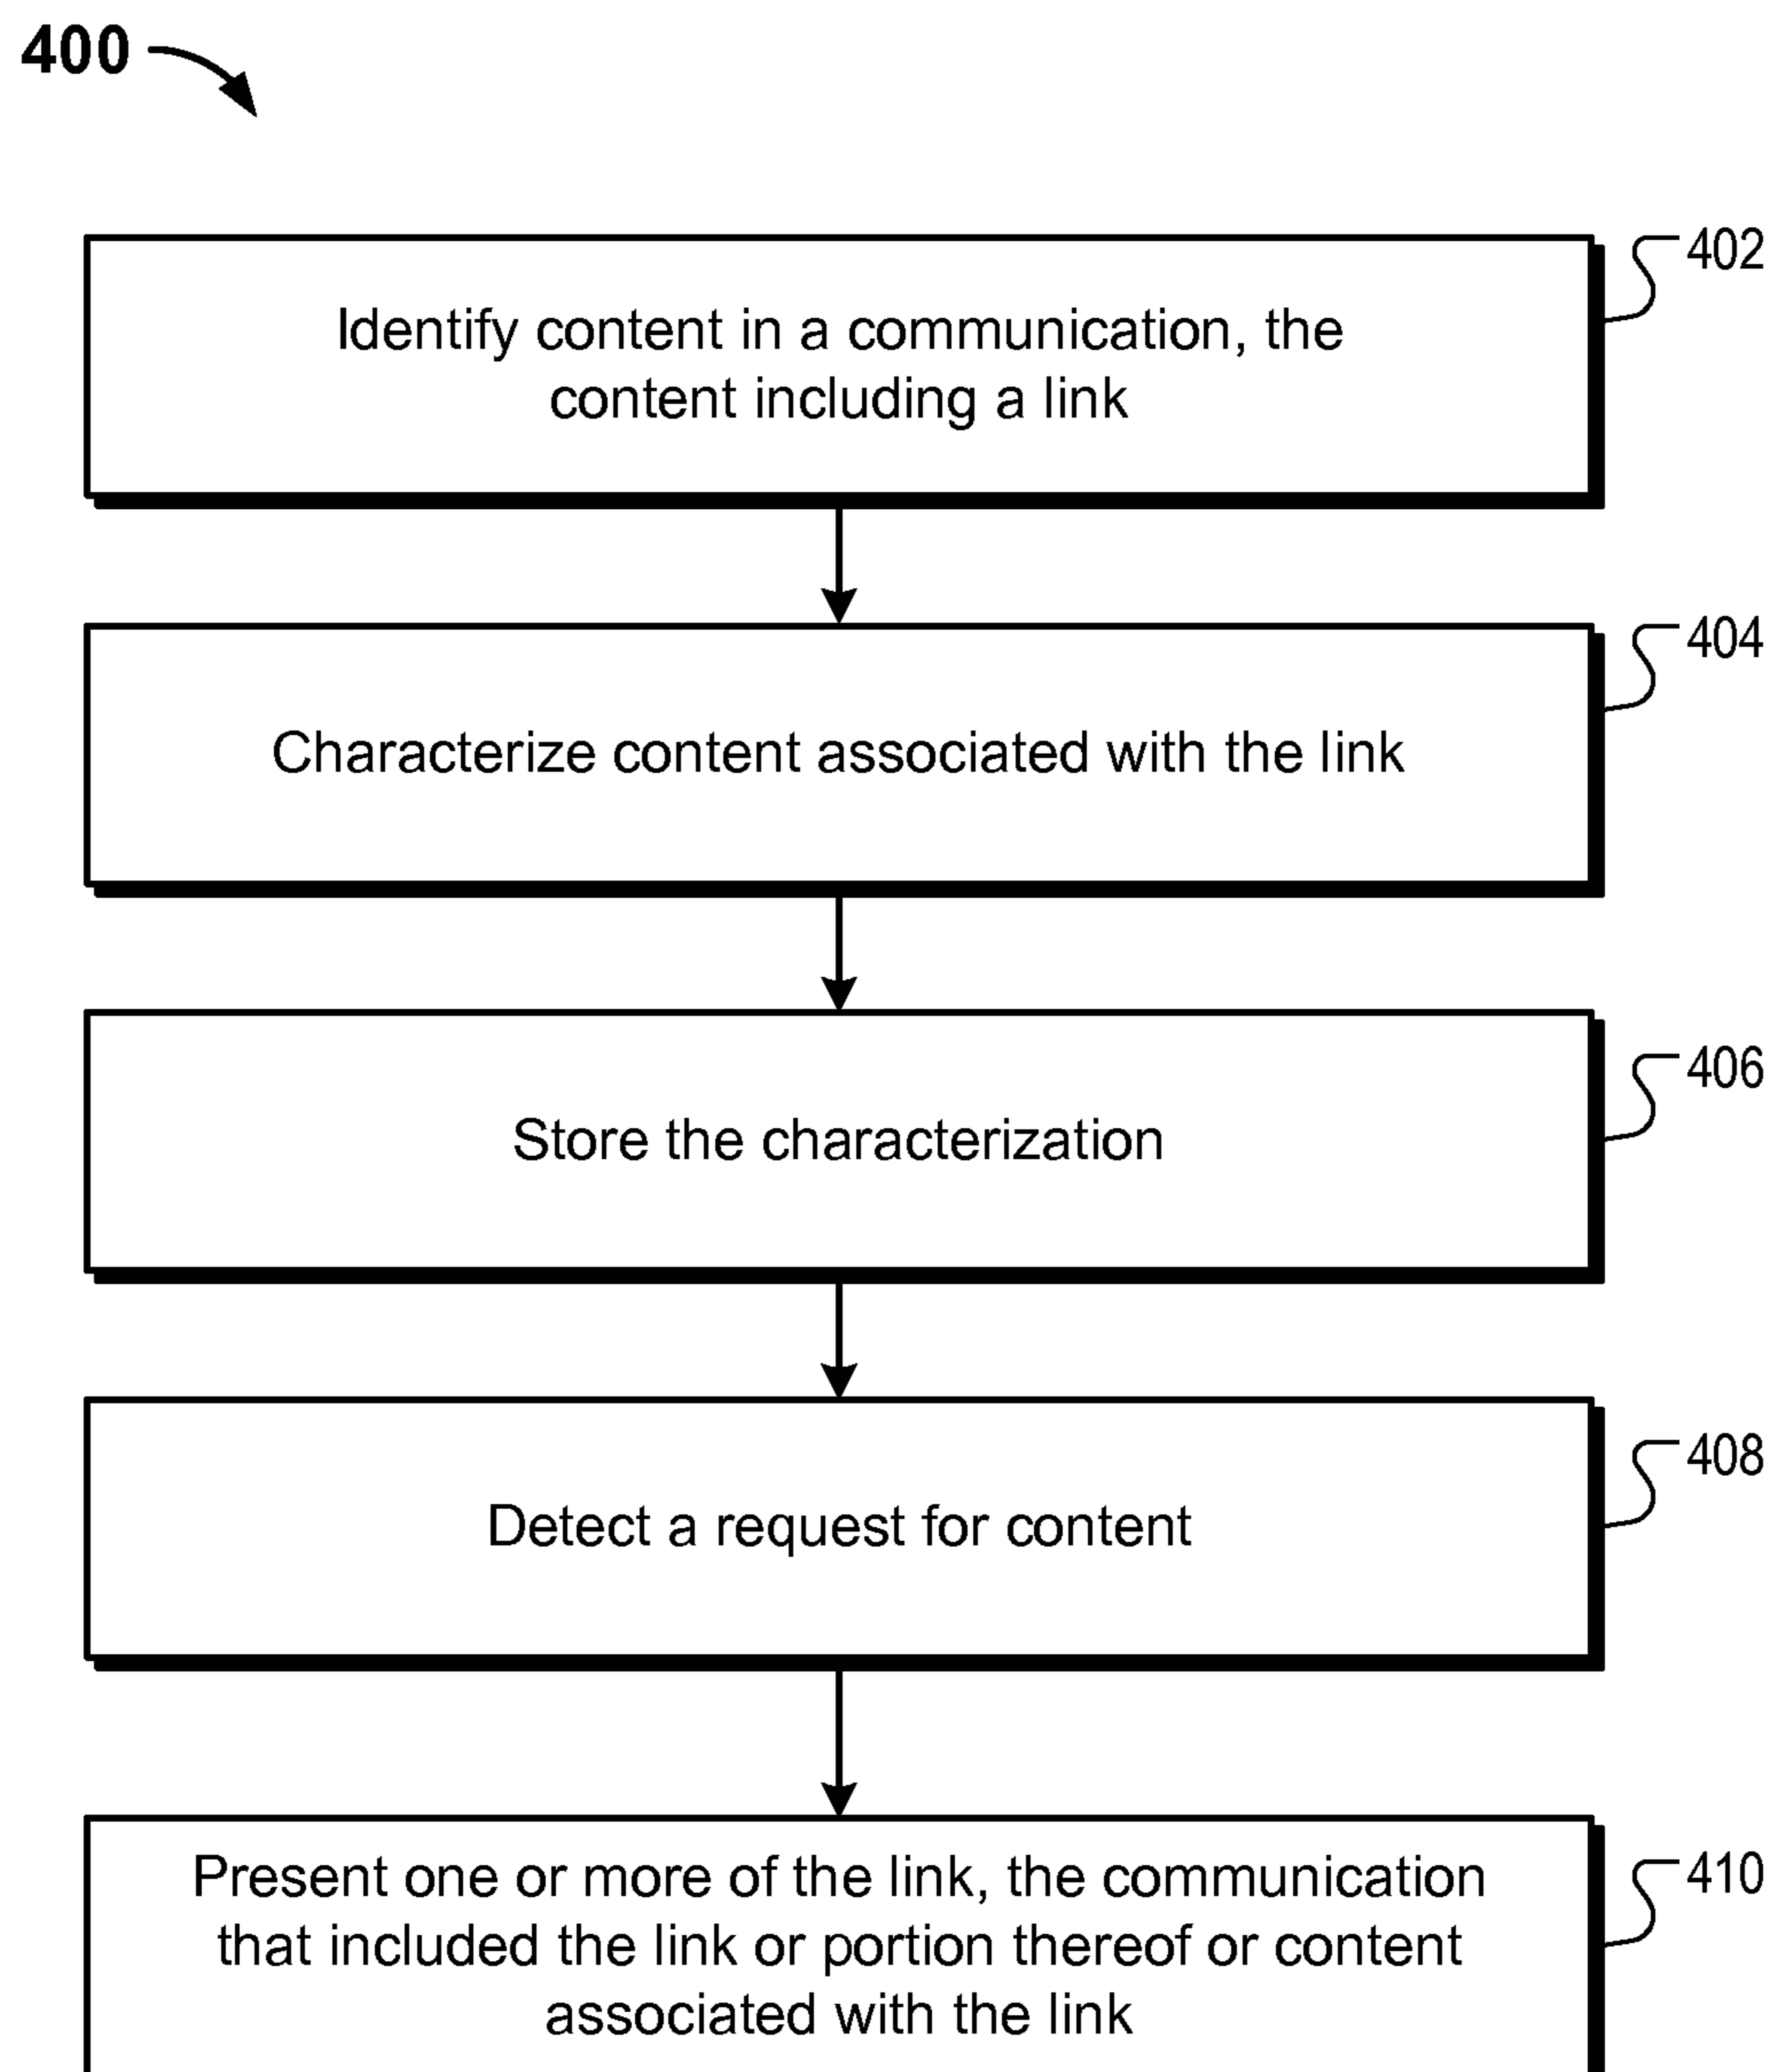 400
402
Identify content in a communication, the
content including a link
404
Characterize content associated with the link
406
Store the characterization
408
Detect a request for content
410
Present one or more of the link, the communication
that included the link or portion thereof or content
associated with the link